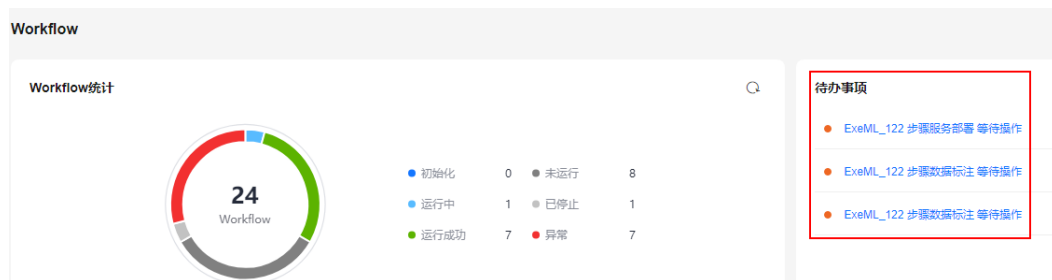 Workflow
Workflow统计
24
Workflow
初始化 0 未运行 8
运行中 1 已停止 1
运行成功 7 异常 7
待办事项
ExeML_122 步骤服务部署 等待操作
ExeML_122 步骤数据标注 等待操作
ExeML_122 步骤数据标注 等待操作